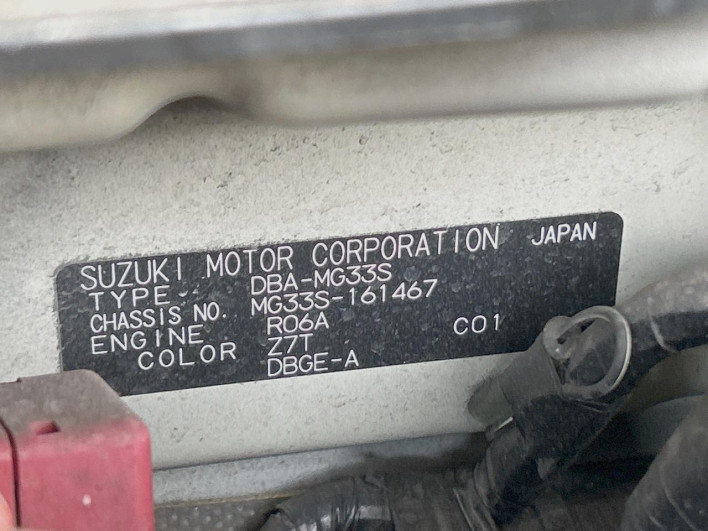 SUZUKI MOTOR CORPORATION JAPAN
TYPE DBA-MG33S
CHASSIS NO. MG33S-161467
ENGINE R06A
COLOR Z7T C01
DBGE-A